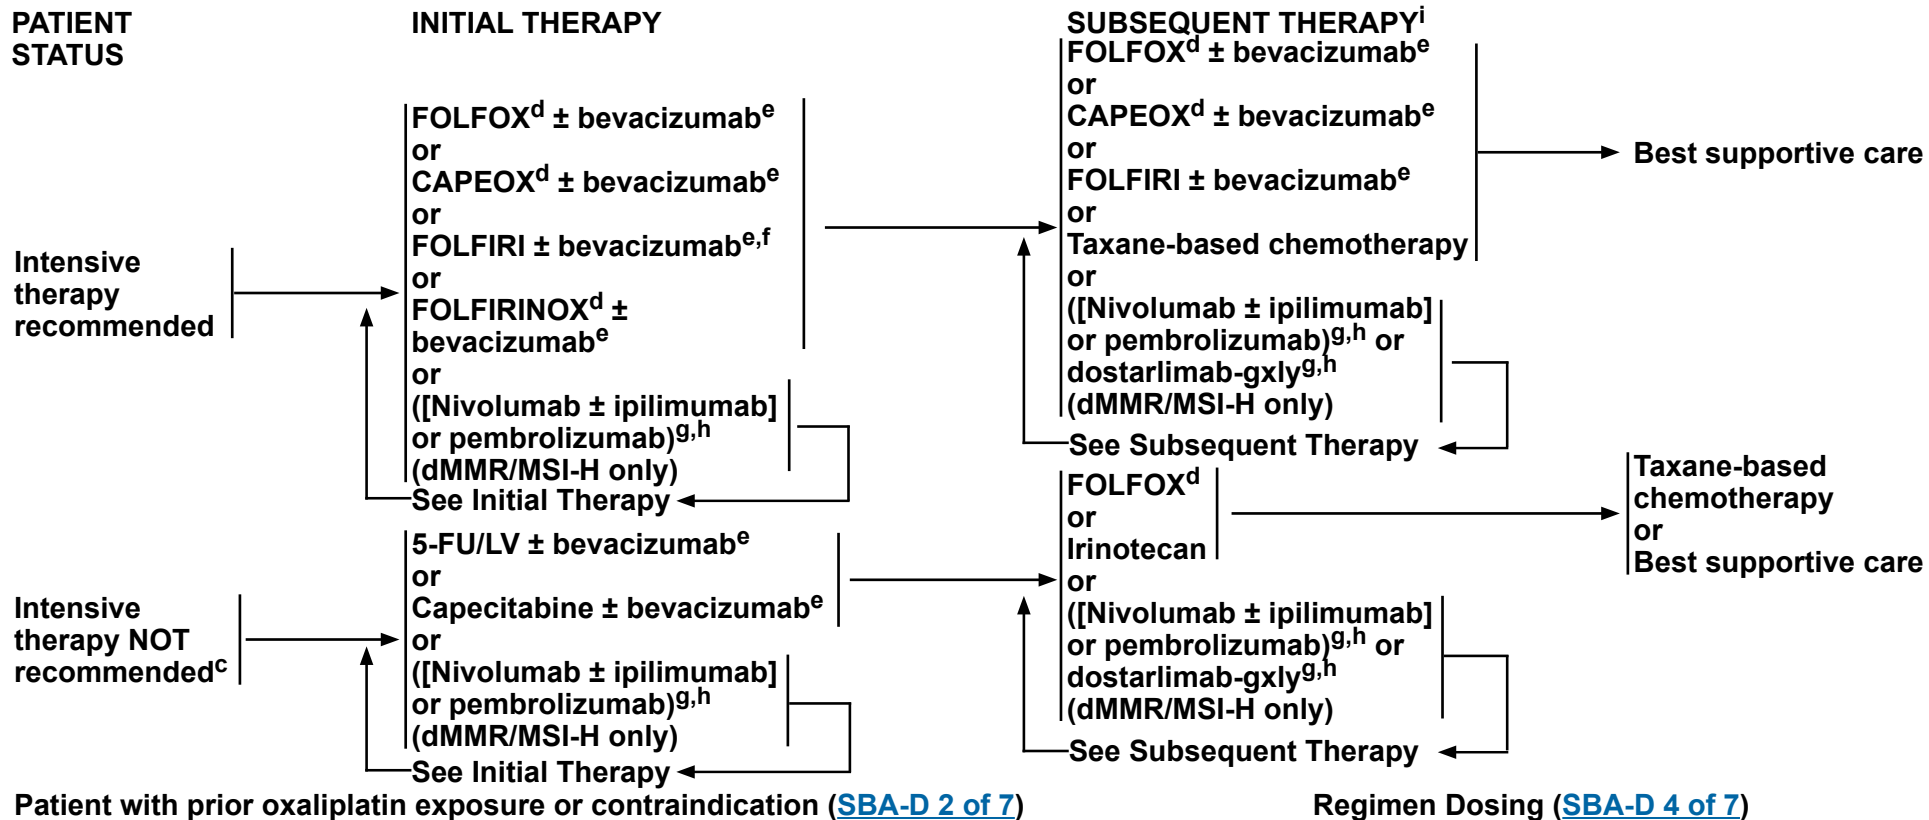 PATIENT
STATUS
INITIAL THERAPY
SUBSEQUENT THERAPYⁱ
Intensive
therapy
recommended
FOLFOXᵈ ± bevacizumabᵉ
or
CAPEOXᵈ ± bevacizumabᵉ
or
FOLFIRI ± bevacizumabᵉ,ᶠ
or
FOLFIRINOXᵈ ±
bevacizumabᵉ
or
([Nivolumab ± ipilimumab]
or pembrolizumab)ᵍ,ʰ
(dMMR/MSI-H only)
See Initial Therapy
FOLFOXᵈ ± bevacizumabᵉ
or
CAPEOXᵈ ± bevacizumabᵉ
or
FOLFIRI ± bevacizumabᵉ
or
Taxane-based chemotherapy
or
([Nivolumab ± ipilimumab]
or pembrolizumab)ᵍ,ʰ or
dostarlimab-gxlyᵍ,ʰ
(dMMR/MSI-H only)
See Subsequent Therapy
Best supportive care
Intensive
therapy NOT
recommendedᶜ
5-FU/LV ± bevacizumabᵉ
or
Capecitabine ± bevacizumabᵉ
or
([Nivolumab ± ipilimumab]
or pembrolizumab)ᵍ,ʰ
(dMMR/MSI-H only)
See Initial Therapy
FOLFOXᵈ
or
Irinotecan
or
([Nivolumab ± ipilimumab]
or pembrolizumab)ᵍ,ʰ or
dostarlimab-gxlyᵍ,ʰ
(dMMR/MSI-H only)
See Subsequent Therapy
Taxane-based
chemotherapy
or
Best supportive care
Patient with prior oxaliplatin exposure or contraindication (SBA-D 2 of 7)
Regimen Dosing (SBA-D 4 of 7)